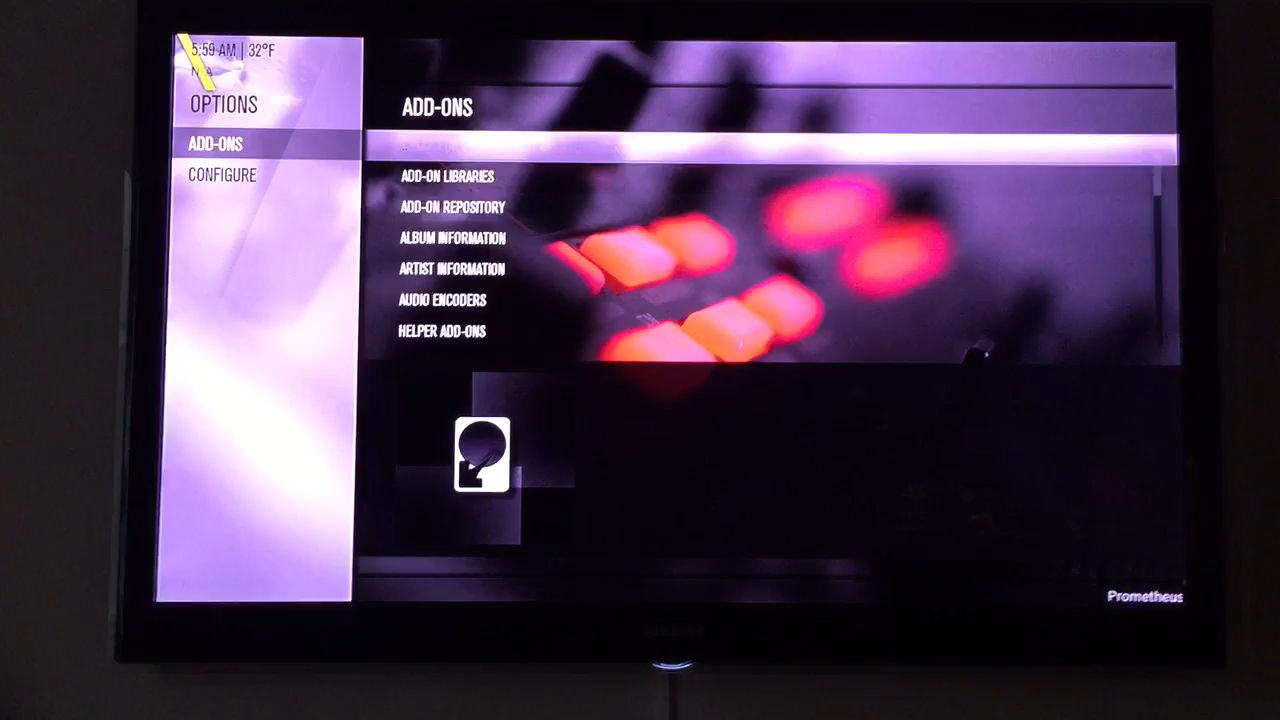 5:59 AM | 32°F
N/A
OPTIONS
ADD-ONS
CONFIGURE
ADD-ONS
ADD-ON LIBRARIES
ADD-ON REPOSITORY
ALBUM INFORMATION
ARTIST INFORMATION
AUDIO ENCODERS
HELPER ADD-ONS
Prometheus